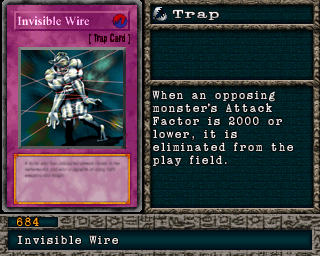 Invisible Wire
[ Trap Card ]
Trap
When an opposing
monster's Attack
Factor is 2000 or
lower, it is
eliminated from the
play field.
684
Invisible Wire